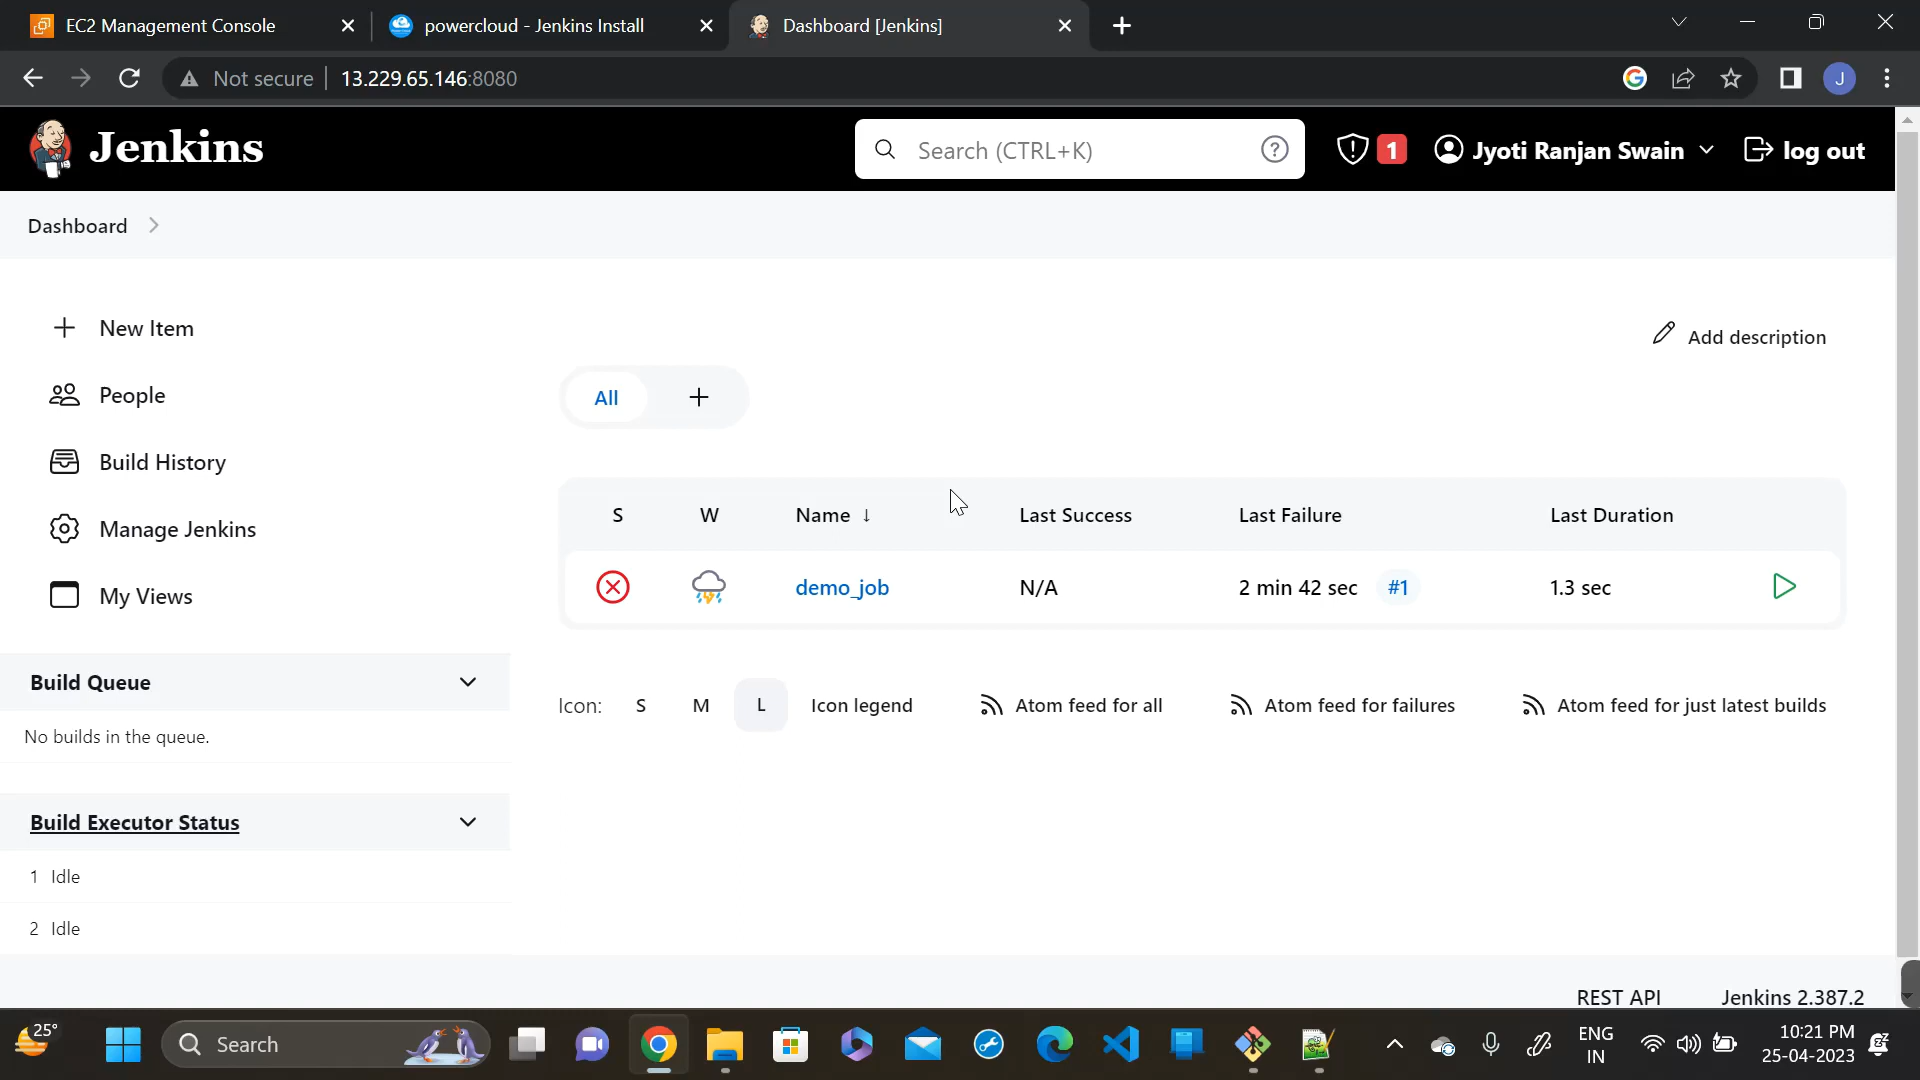 EC2 Management Console
powercloud - Jenkins Install
Dashboard [Jenkins]
Not secure
13.229.65.146:8080
J
Jenkins
Search (CTRL+K)
1
Jyoti Ranjan Swain
log out
Dashboard
New Item
Add description
People
All
+
Build History
Manage Jenkins
S W Name ↓ Last Success Last Failure Last Duration
demo_job N/A 2 min 42 sec #1 1.3 sec
My Views
Build Queue
Icon: S M L Icon legend Atom feed for all Atom feed for failures Atom feed for just latest builds
No builds in the queue.
Build Executor Status
1 Idle
2 Idle
REST API Jenkins 2.387.2
25°
Search
ENG
IN
10:21 PM
25-04-2023